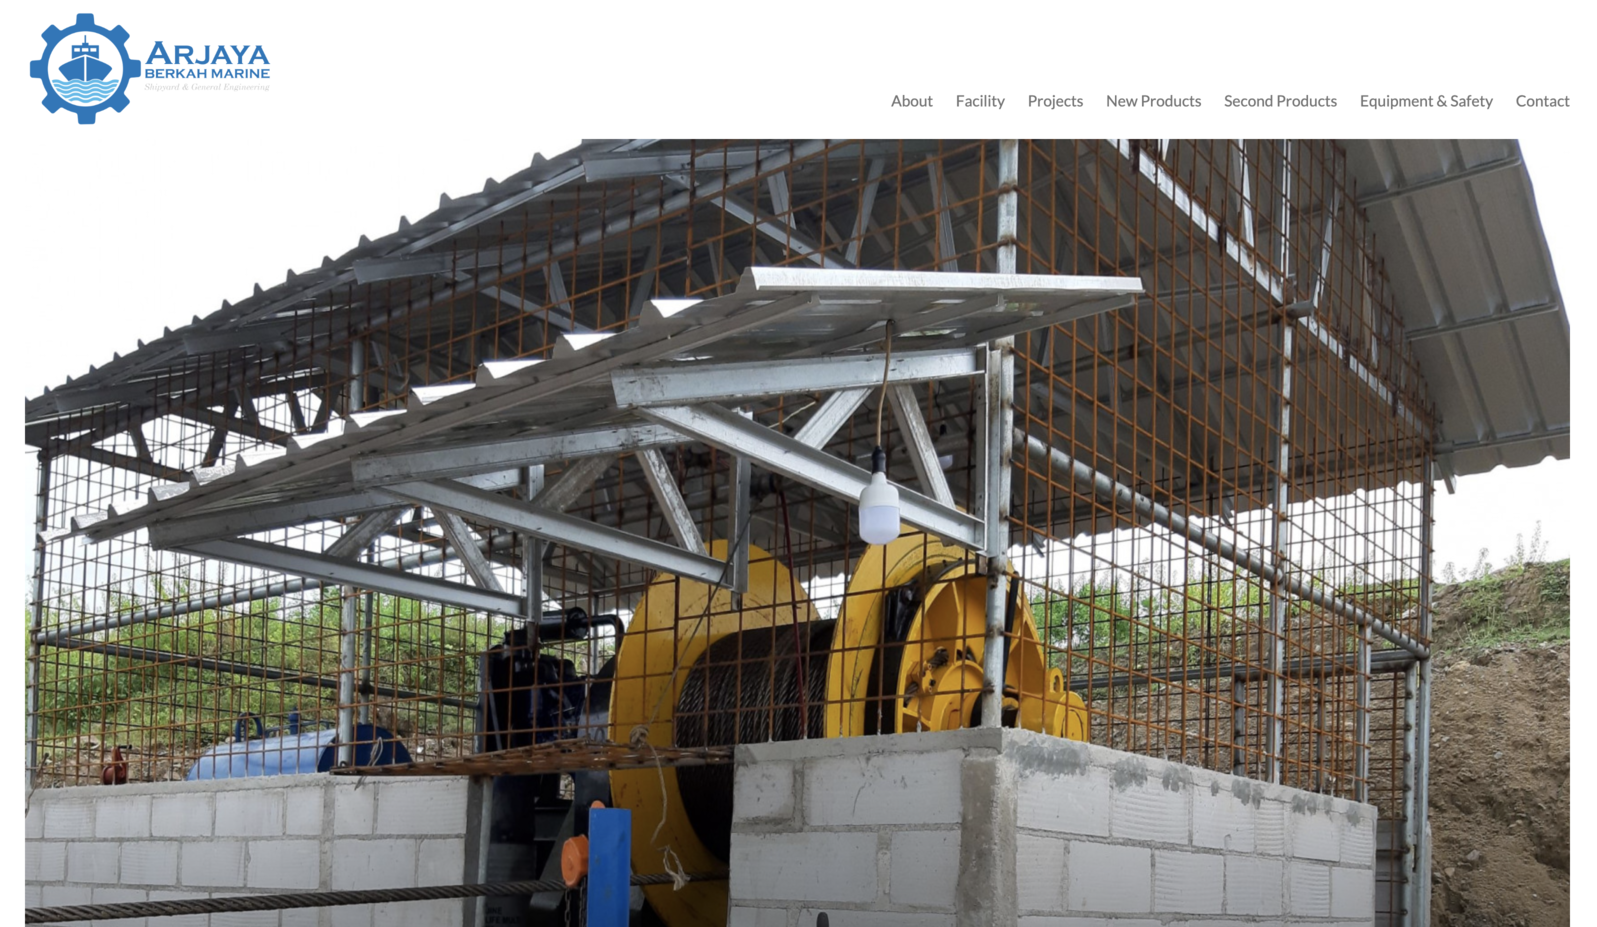 ARJAYA
BERKAH MARINE
Shipyard & General Engineering
About
Facility
Projects
New Products
Second Products
Equipment & Safety
Contact